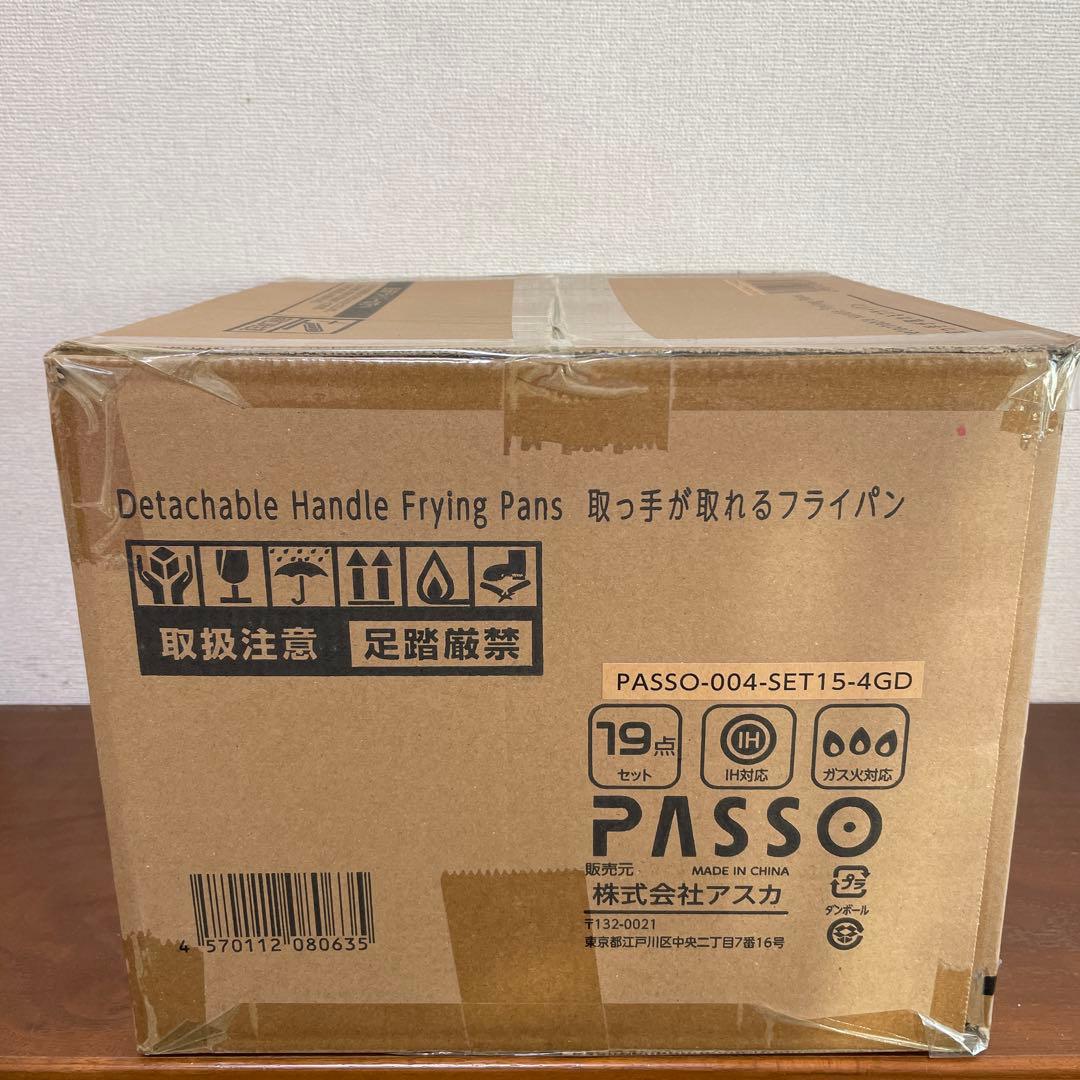 Detachable Handle Frying Pans 取っ手が取れるフライパン
取扱注意 足踏厳禁
PASSO-004-SET15-4GD
19点
セット
IH
IH対応
ガス火対応
PASSO
販売元 MADE IN CHINA
株式会社アスカ
プラ
ダンボール
〒132-0021
東京都江戸川区中央二丁目7番16号
4 570112 080635